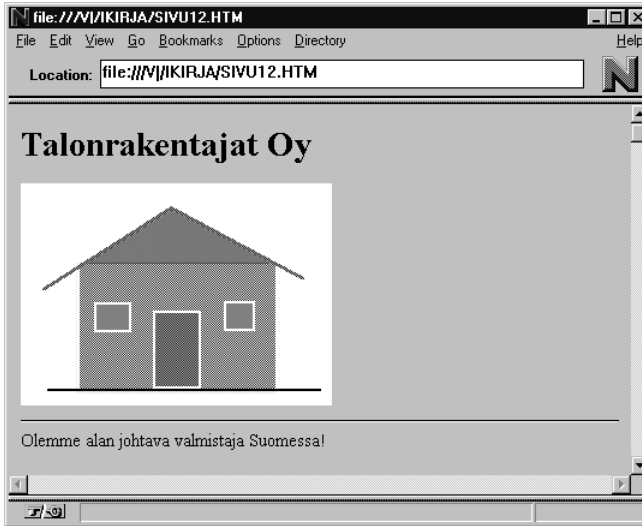 N file:///V|/IKIRJA/SIVU12.HTM
File Edit View Go Bookmarks Options Directory Help
Location: file:///V|/IKIRJA/SIVU12.HTM N
Talonrakentajat Oy
Olemme alan johtava valmistaja Suomessa!